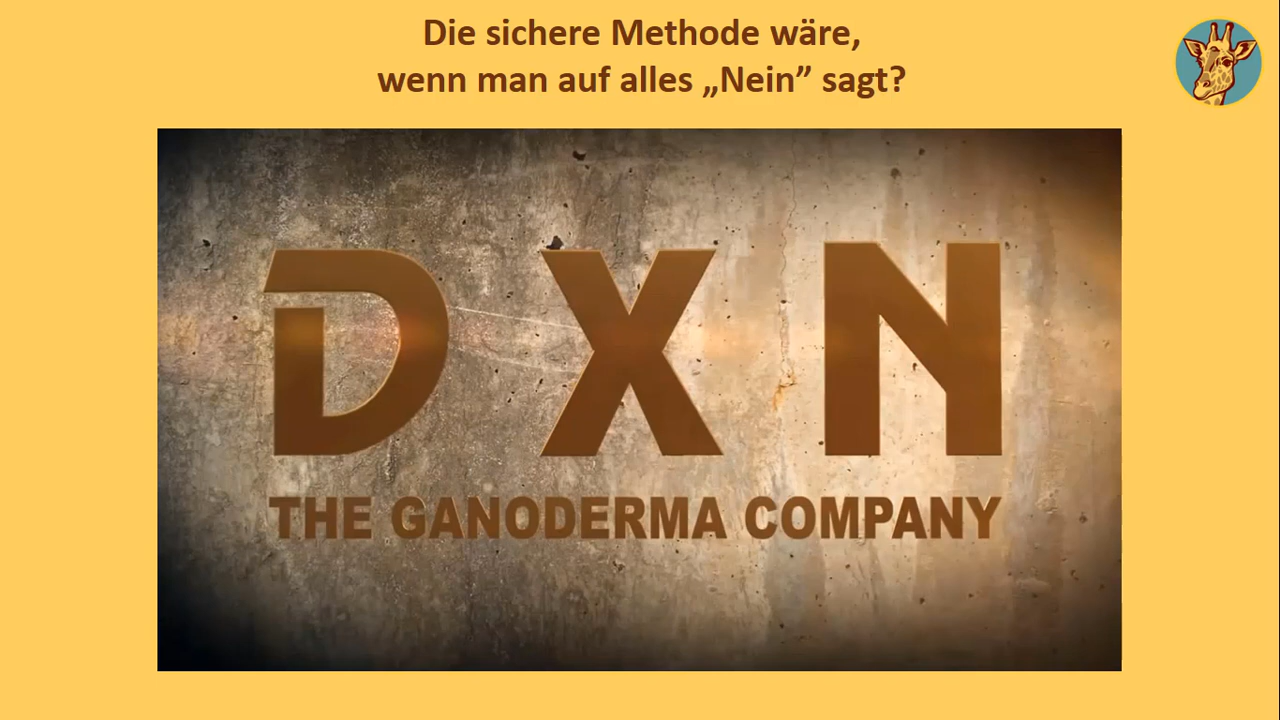 Die sichere Methode wäre,
wenn man auf alles „Nein” sagt?
DXN
THE GANODERMA COMPANY